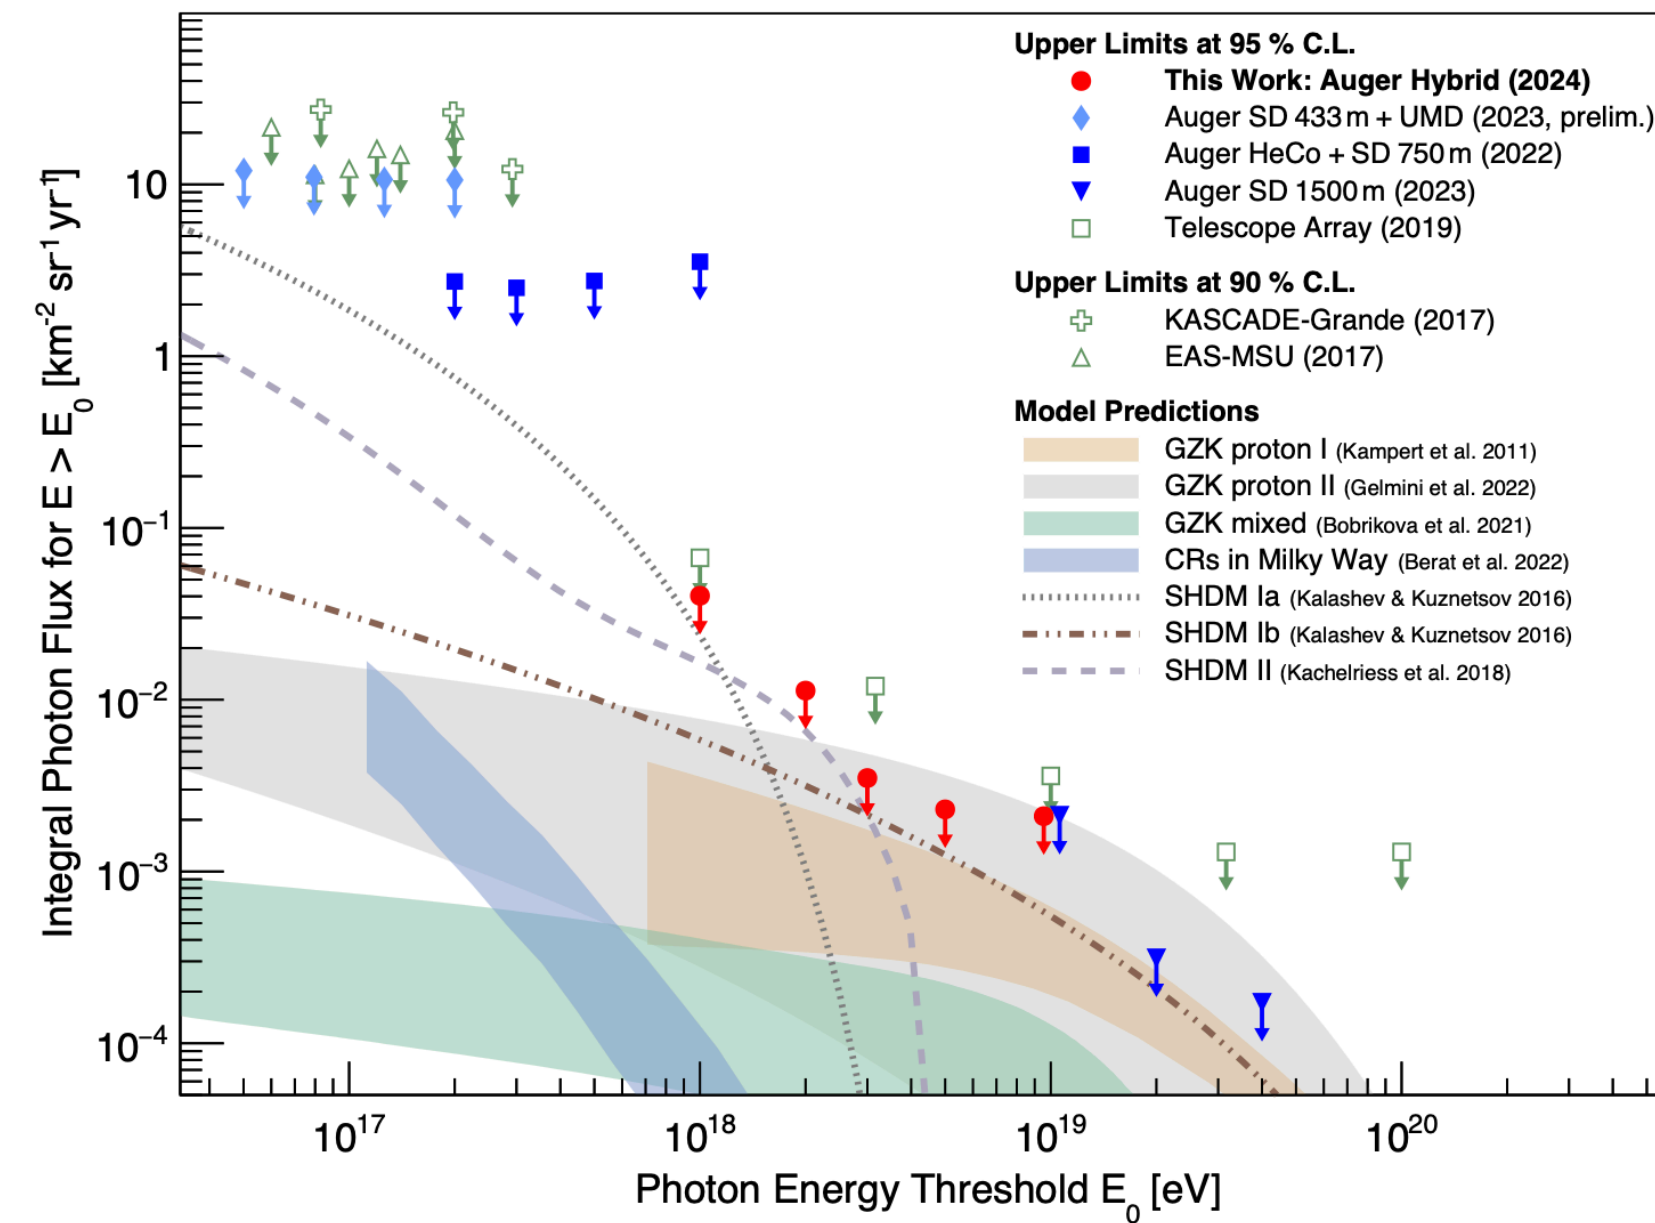 Integral Photon Flux for E > E₀ [km⁻² sr⁻¹ yr⁻¹]
10
1
10⁻¹
10⁻²
10⁻³
10⁻⁴
Upper Limits at 95 % C.L.
This Work: Auger Hybrid (2024)
Auger SD 433 m + UMD (2023, prelim.)
Auger HeCo + SD 750 m (2022)
Auger SD 1500 m (2023)
Telescope Array (2019)
Upper Limits at 90 % C.L.
KASCADE-Grande (2017)
EAS-MSU (2017)
Model Predictions
GZK proton I (Kampert et al. 2011)
GZK proton II (Gelmini et al. 2022)
GZK mixed (Bobrikova et al. 2021)
CRs in Milky Way (Berat et al. 2022)
SHDM Ia (Kalashev & Kuznetsov 2016)
SHDM Ib (Kalashev & Kuznetsov 2016)
SHDM II (Kachelriess et al. 2018)
10¹⁷
10¹⁸
10¹⁹
10²⁰
Photon Energy Threshold E₀ [eV]